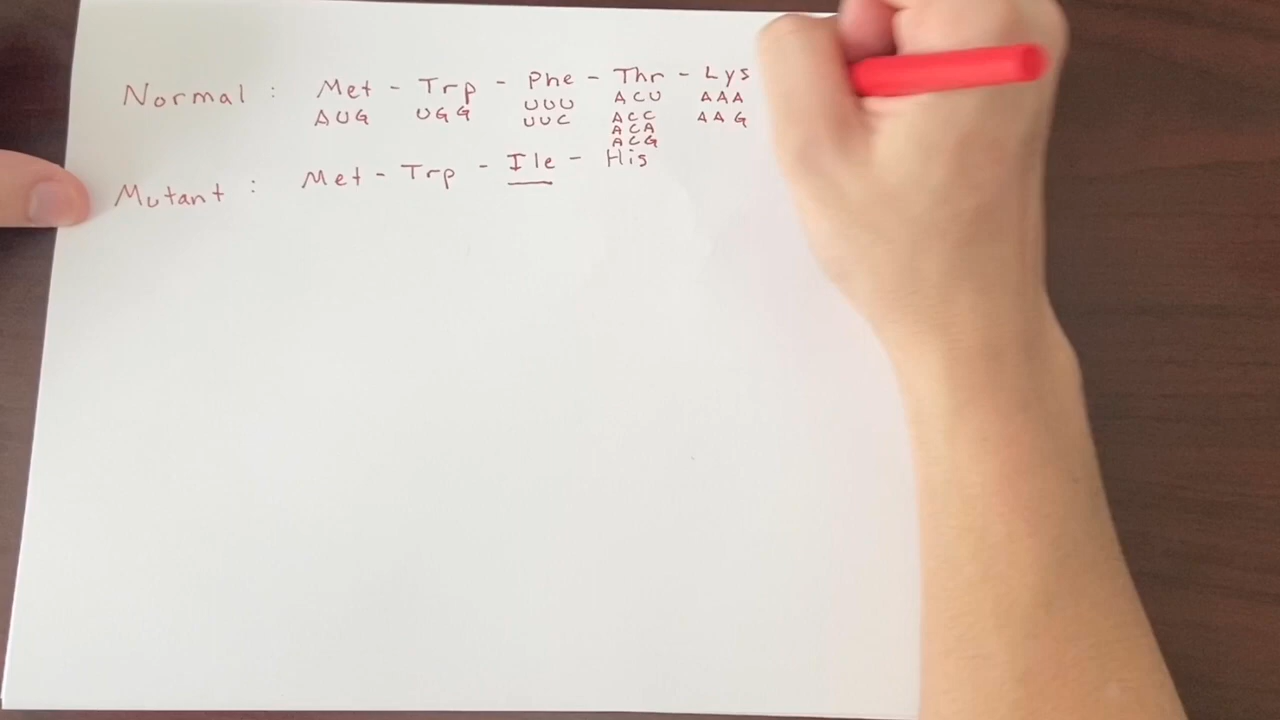 Normal : Met - Trp - Phe - Thr - Lys
AUG UGG UUU ACU AAA
UUC ACC AAG
ACA
ACG
Mutant : Met - Trp - Ile - His